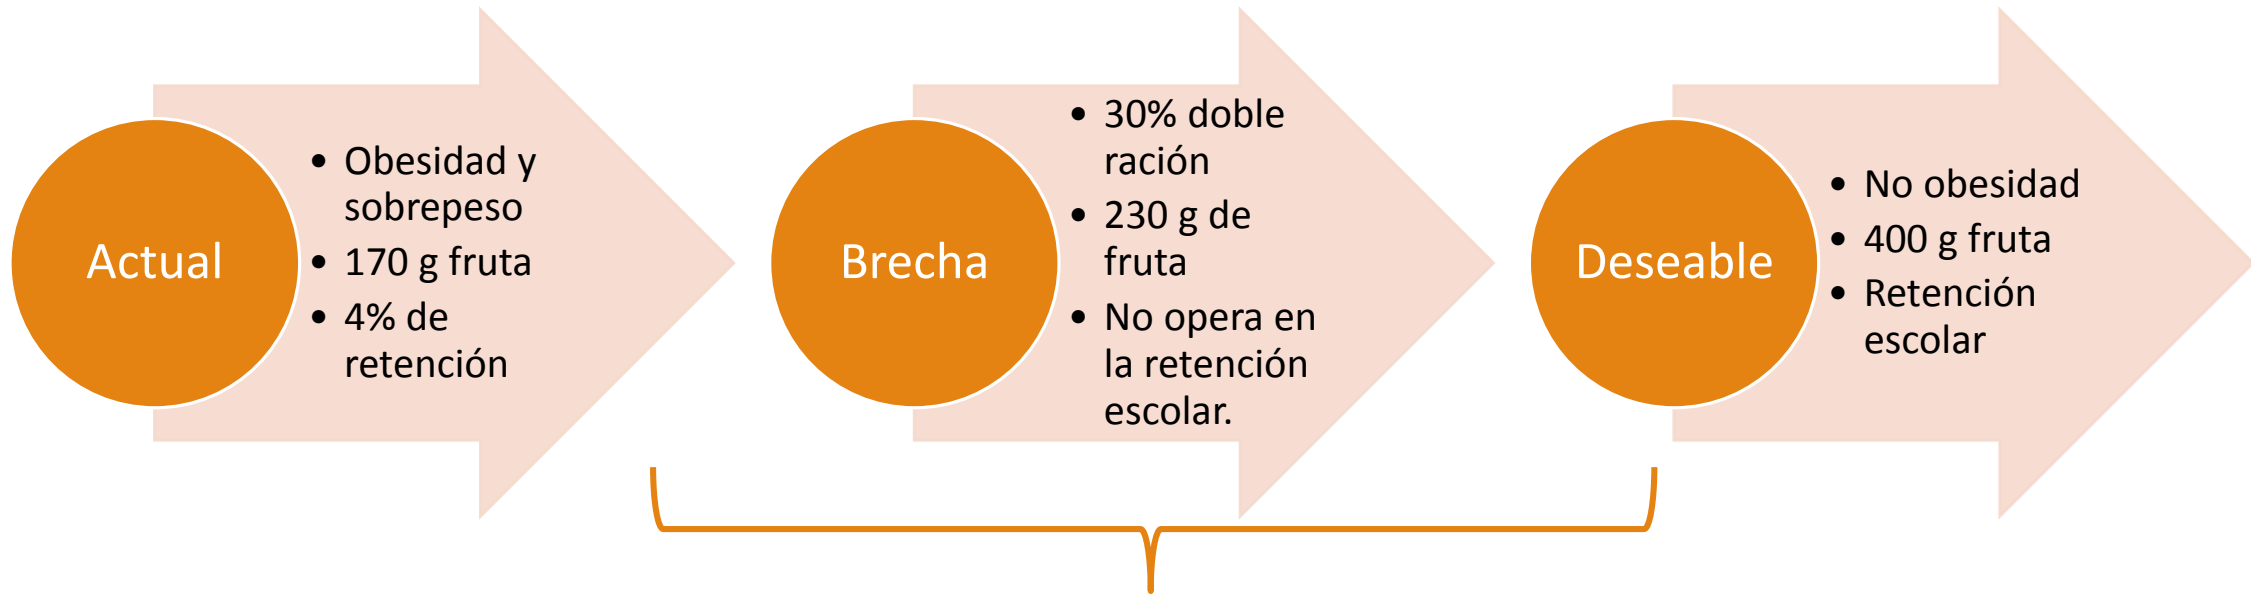 Actual
• Obesidad y
sobrepeso
• 170 g fruta
• 4% de
retención
Brecha
• 30% doble
ración
• 230 g de
fruta
• No opera en
la retención
escolar.
Deseable
• No obesidad
• 400 g fruta
• Retención
escolar